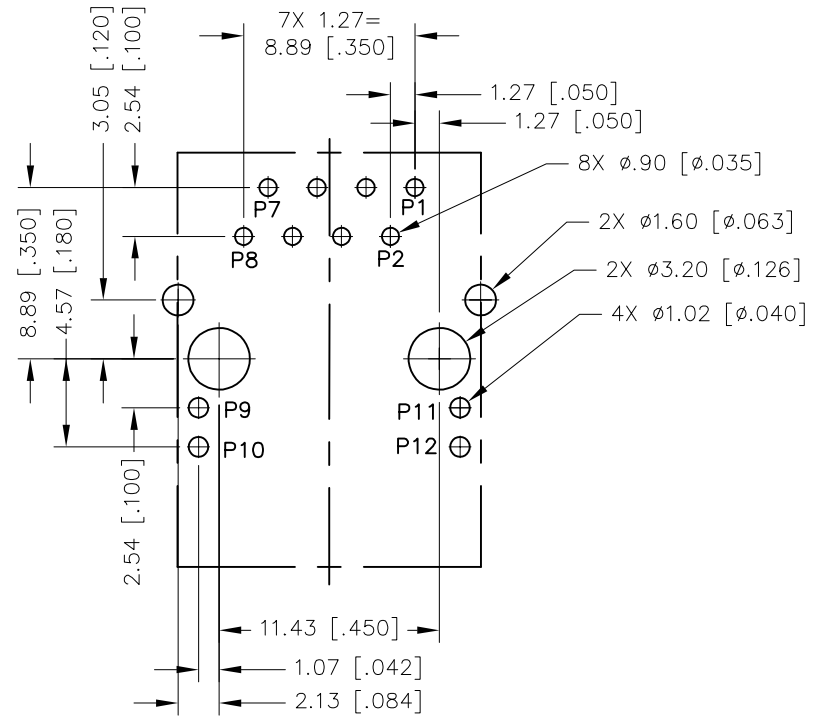 7X 1.27=
8.89 [.350]
3.05 [.120]
2.54 [.100]
1.27 [.050]
1.27 [.050]
8X ø.90 [ø.035]
P7
P1
P8
P2
2X ø1.60 [ø.063]
2X ø3.20 [ø.126]
4X ø1.02 [ø.040]
8.89 [.350]
4.57 [.180]
P9
P11
P10
P12
2.54 [.100]
11.43 [.450]
1.07 [.042]
2.13 [.084]